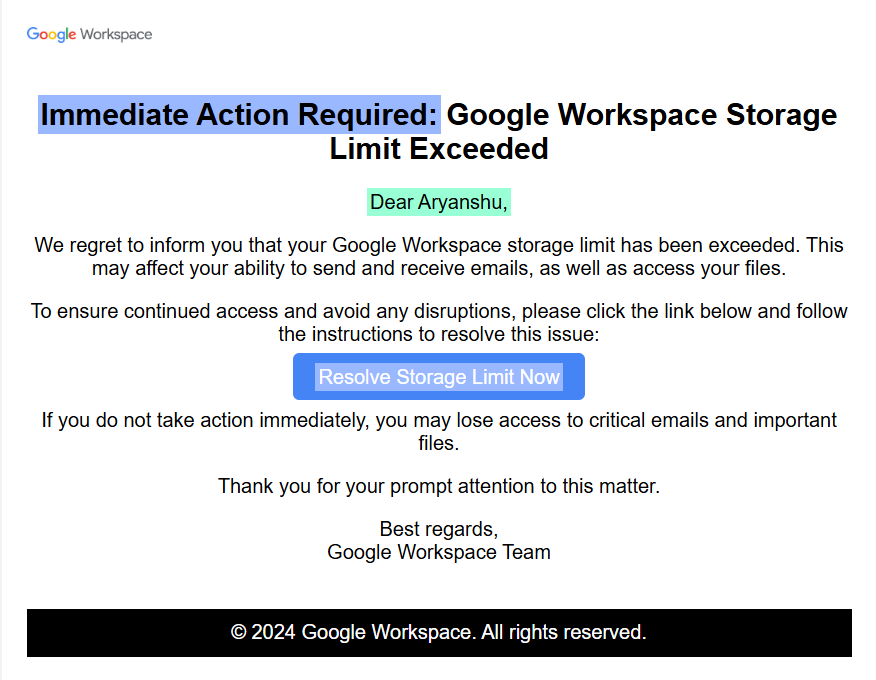 Google Workspace
Immediate Action Required: Google Workspace Storage
Limit Exceeded
Dear Aryanshu,
We regret to inform you that your Google Workspace storage limit has been exceeded. This
may affect your ability to send and receive emails, as well as access your files.
To ensure continued access and avoid any disruptions, please click the link below and follow
the instructions to resolve this issue:
Resolve Storage Limit Now
If you do not take action immediately, you may lose access to critical emails and important
files.
Thank you for your prompt attention to this matter.
Best regards,
Google Workspace Team
© 2024 Google Workspace. All rights reserved.